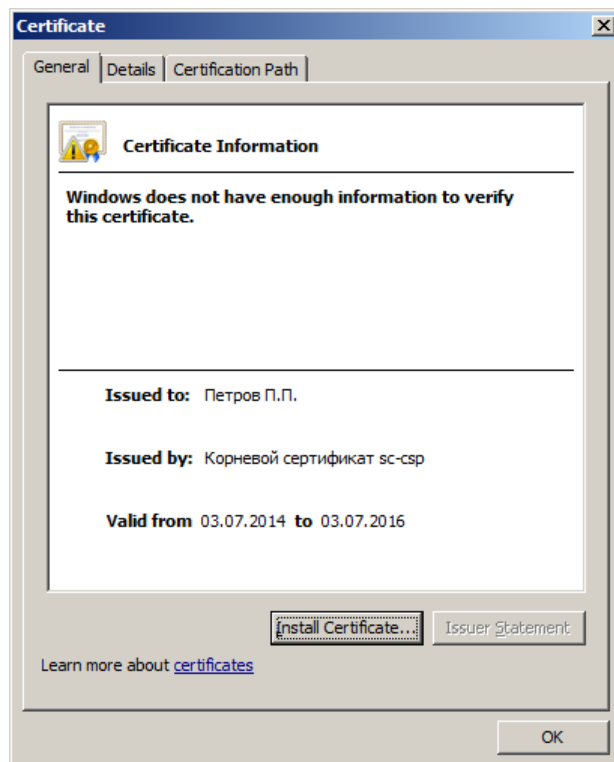 Certificate
General
Details
Certification Path
Certificate Information
Windows does not have enough information to verify
this certificate.
Issued to: Петров П.П.
Issued by: Корневой сертификат sc-csp
Valid from 03.07.2014 to 03.07.2016
Install Certificate...
Issuer Statement
Learn more about certificates
OK